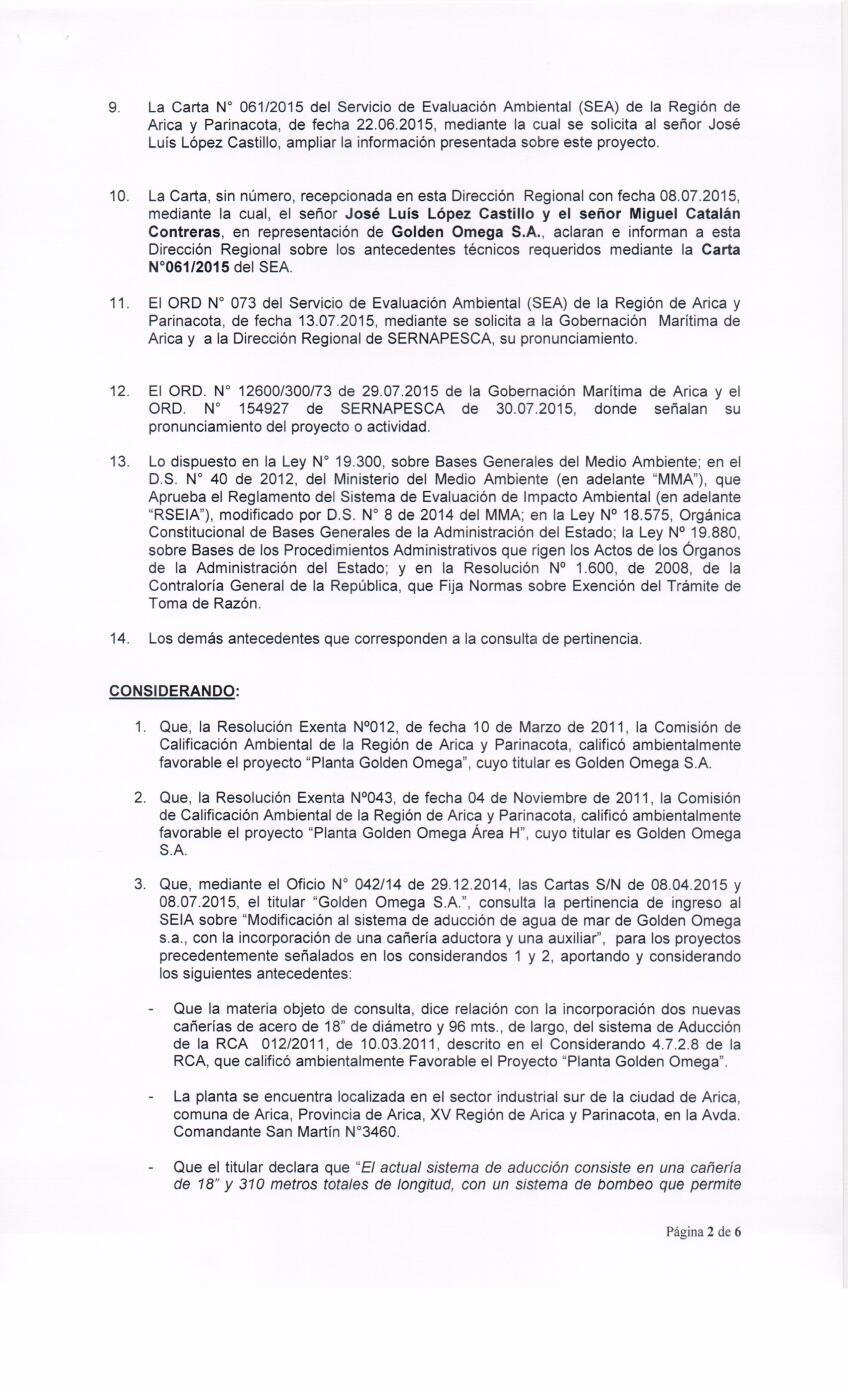 9. La Carta N° 061/2015 del Servicio de Evaluación Ambiental (SEA) de la Región de
Arica y Parinacota, de fecha 22.06.2015, mediante la cual se solicita al señor José
Luís López Castillo, ampliar la información presentada sobre este proyecto.
10. La Carta, sin número, recepcionada en esta Dirección Regional con fecha 08.07.2015,
mediante la cual, el señor José Luís López Castillo y el señor Miguel Catalán
Contreras, en representación de Golden Omega S.A., aclaran e informan a esta
Dirección Regional sobre los antecedentes técnicos requeridos mediante la Carta
N°061/2015 del SEA.
11. El ORD N° 073 del Servicio de Evaluación Ambiental (SEA) de la Región de Arica y
Parinacota, de fecha 13.07.2015, mediante se solicita a la Gobernación Marítima de
Arica y a la Dirección Regional de SERNAPESCA, su pronunciamiento.
12. El ORD. N° 12600/300/73 de 29.07.2015 de la Gobernación Marítima de Arica y el
ORD. N° 154927 de SERNAPESCA de 30.07.2015, donde señalan su
pronunciamiento del proyecto o actividad.
13. Lo dispuesto en la Ley N° 19.300, sobre Bases Generales del Medio Ambiente; en el
D.S. N° 40 de 2012, del Ministerio del Medio Ambiente (en adelante “MMA”), que
Aprueba el Reglamento del Sistema de Evaluación de Impacto Ambiental (en adelante
“RSEIA”), modificado por D.S. N° 8 de 2014 del MMA; en la Ley Nº 18.575, Orgánica
Constitucional de Bases Generales de la Administración del Estado; la Ley Nº 19.880,
sobre Bases de los Procedimientos Administrativos que rigen los Actos de los Órganos
de la Administración del Estado; y en la Resolución Nº 1.600, de 2008, de la
Contraloría General de la República, que Fija Normas sobre Exención del Trámite de
Toma de Razón.
14. Los demás antecedentes que corresponden a la consulta de pertinencia.
CONSIDERANDO:
1. Que, la Resolución Exenta Nº012, de fecha 10 de Marzo de 2011, la Comisión de
Calificación Ambiental de la Región de Arica y Parinacota, calificó ambientalmente
favorable el proyecto “Planta Golden Omega”, cuyo titular es Golden Omega S.A.
2. Que, la Resolución Exenta Nº043, de fecha 04 de Noviembre de 2011, la Comisión
de Calificación Ambiental de la Región de Arica y Parinacota, calificó ambientalmente
favorable el proyecto “Planta Golden Omega Área H”, cuyo titular es Golden Omega
S.A.
3. Que, mediante el Oficio N° 042/14 de 29.12.2014, las Cartas S/N de 08.04.2015 y
08.07.2015, el titular “Golden Omega S.A.”, consulta la pertinencia de ingreso al
SEIA sobre “Modificación al sistema de aducción de agua de mar de Golden Omega
s.a., con la incorporación de una cañería aductora y una auxiliar”, para los proyectos
precedentemente señalados en los considerandos 1 y 2, aportando y considerando
los siguientes antecedentes:
- Que la materia objeto de consulta, dice relación con la incorporación dos nuevas
cañerías de acero de 18” de diámetro y 96 mts., de largo, del sistema de Aducción
de la RCA 012/2011, de 10.03.2011, descrito en el Considerando 4.7.2.8 de la
RCA, que calificó ambientalmente Favorable el Proyecto “Planta Golden Omega”.
- La planta se encuentra localizada en el sector industrial sur de la ciudad de Arica,
comuna de Arica, Provincia de Arica, XV Región de Arica y Parinacota, en la Avda.
Comandante San Martín N°3460.
- Que el titular declara que “El actual sistema de aducción consiste en una cañería
de 18” y 310 metros totales de longitud, con un sistema de bombeo que permite
Página 2 de 6